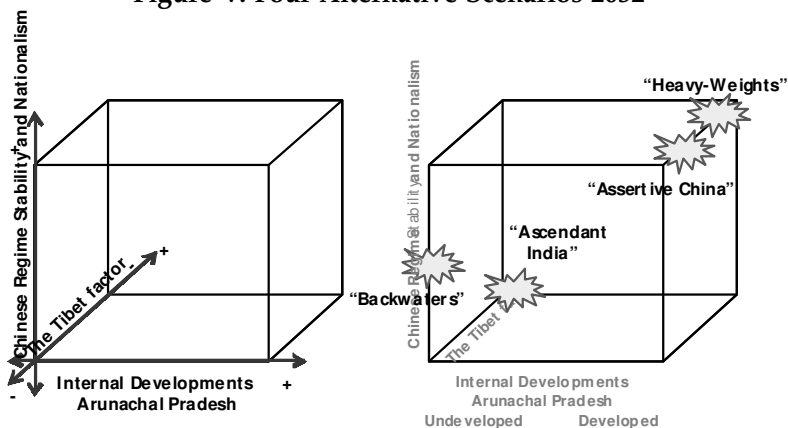 Figure V: Four Alternative Scenarios 2032
Chinese Regime Stability and Nationalism
+
The Tibet factor
-
+
-
Internal Developments
Arunachal Pradesh
+
Chinese Regime Stability and Nationalism
"Heavy-Weights"
"Assertive China"
"Ascendant
India"
"Backwaters"
The Tibet
Internal Developments
Arunachal Pradesh
Undeveloped Developed